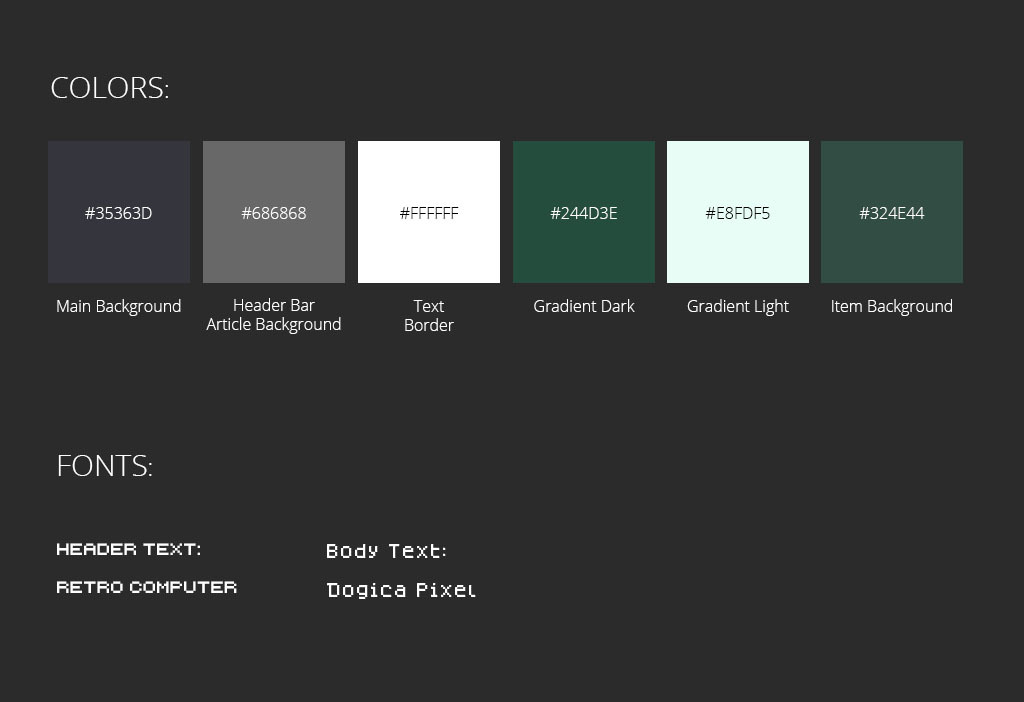 COLORS:
#35363D
#686868
#FFFFFF
#244D3E
#E8FDF5
#324E44
Main Background
Header Bar
Article Background
Text
Border
Gradient Dark
Gradient Light
Item Background
FONTS:
HEADER TEXT:
RETRO COMPUTER
Body Text:
Dogica Pixel